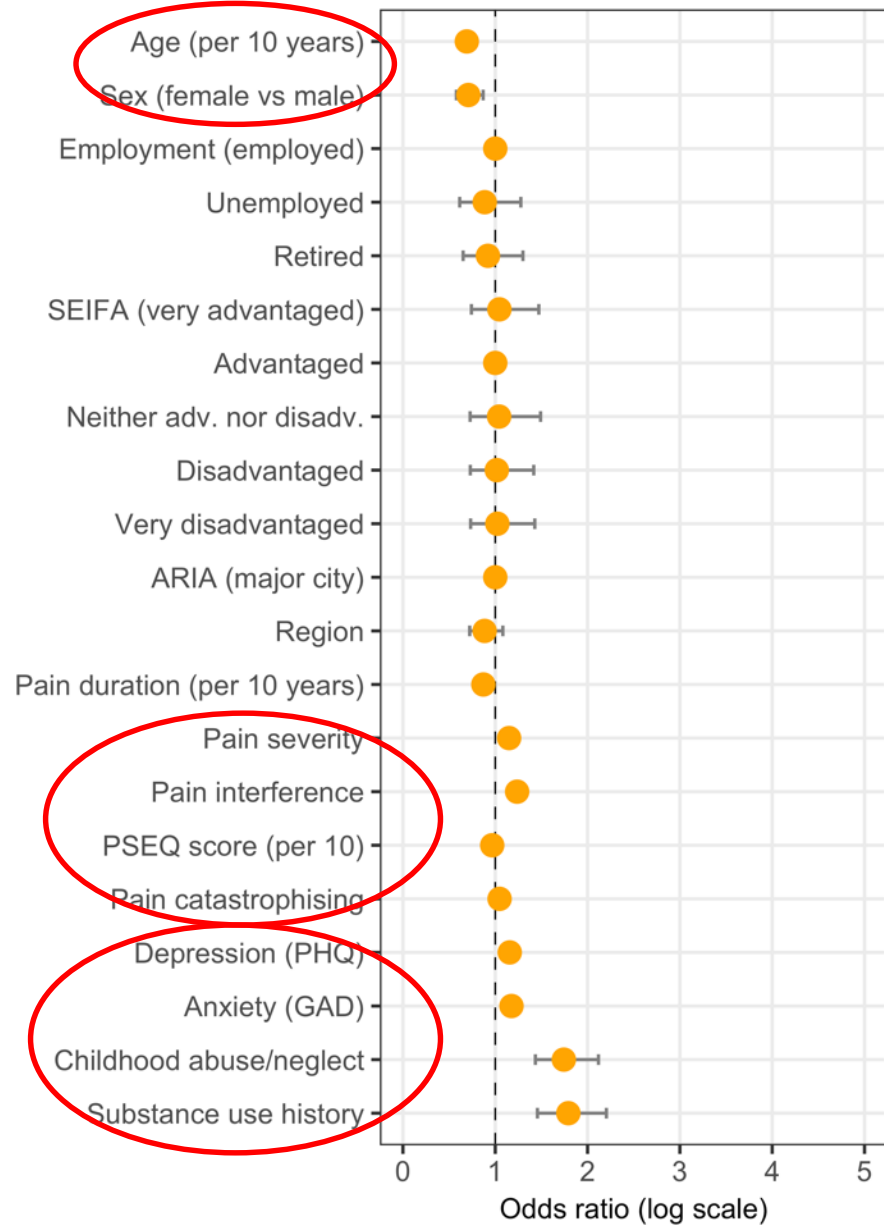 Age (per 10 years)
Sex (female vs male)
Employment (employed)
Unemployed
Retired
SEIFA (very advantaged)
Advantaged
Neither adv. nor disadv.
Disadvantaged
Very disadvantaged
ARIA (major city)
Region
Pain duration (per 10 years)
Pain severity
Pain interference
PSEQ score (per 10)
Pain catastrophising
Depression (PHQ)
Anxiety (GAD)
Childhood abuse/neglect
Substance use history
0 1 2 3 4 5
Odds ratio (log scale)